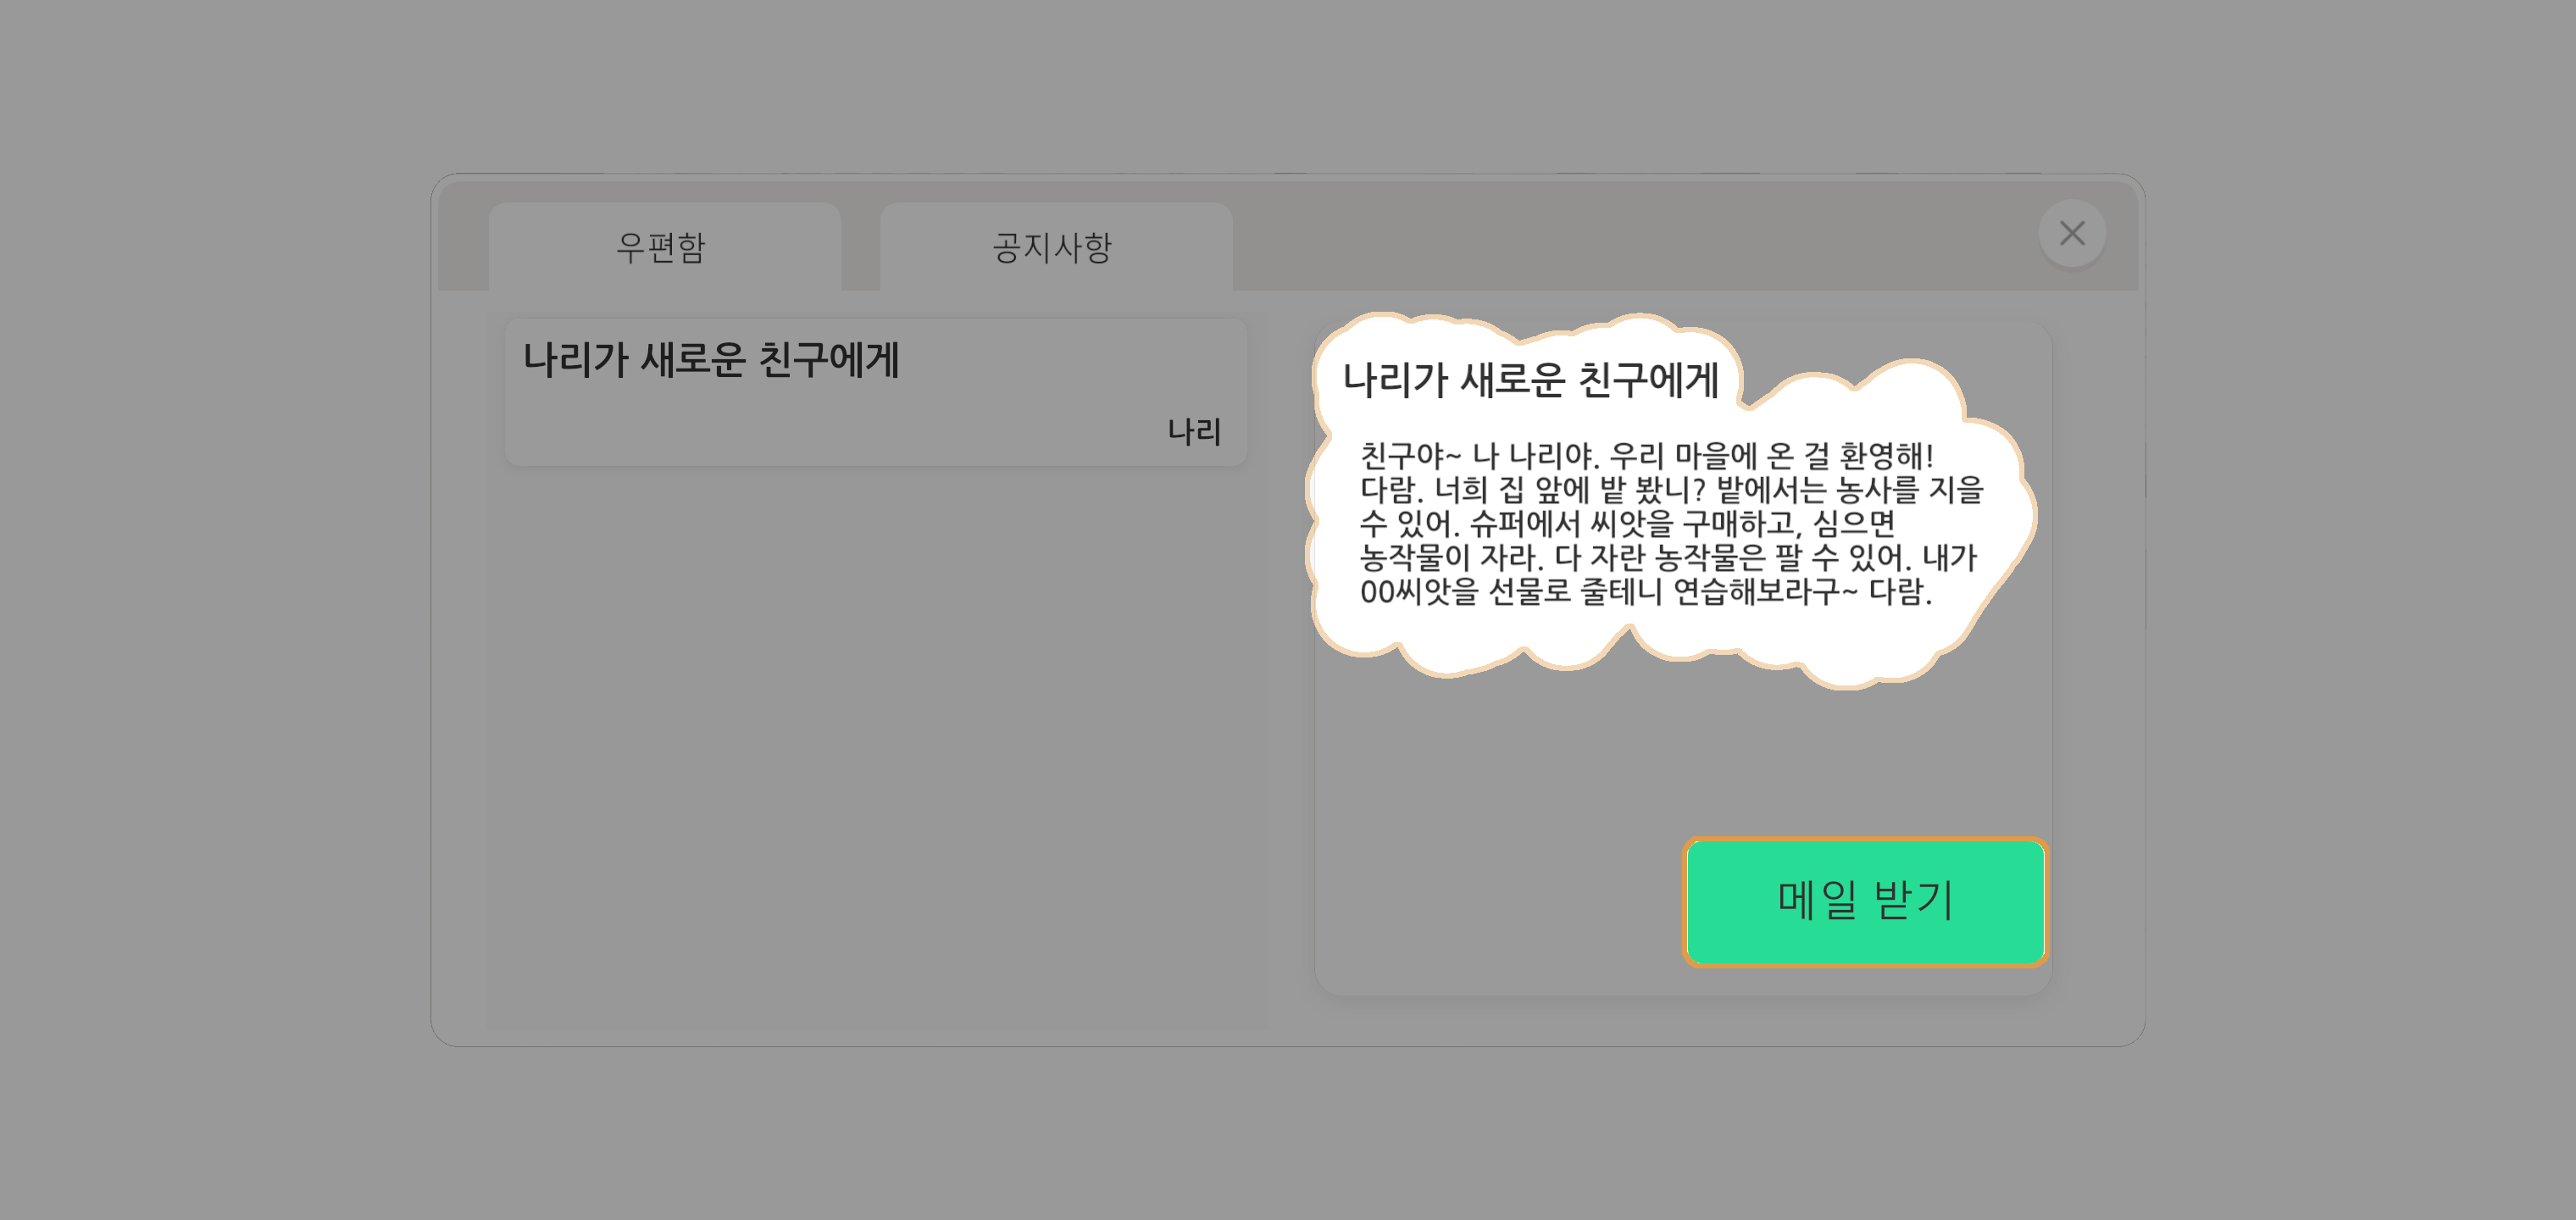 우편함
공지사항
나리가 새로운 친구에게
나리
나리가 새로운 친구에게
친구야~ 나 나리야. 우리 마을에 온 걸 환영해!
다람. 너희 집 앞에 밭 봤니? 밭에서는 농사를 지을
수 있어. 슈퍼에서 씨앗을 구매하고, 심으면
농작물이 자라. 다 자란 농작물은 팔 수 있어. 내가
00씨앗을 선물로 줄테니 연습해보라구~ 다람.
메일 받기